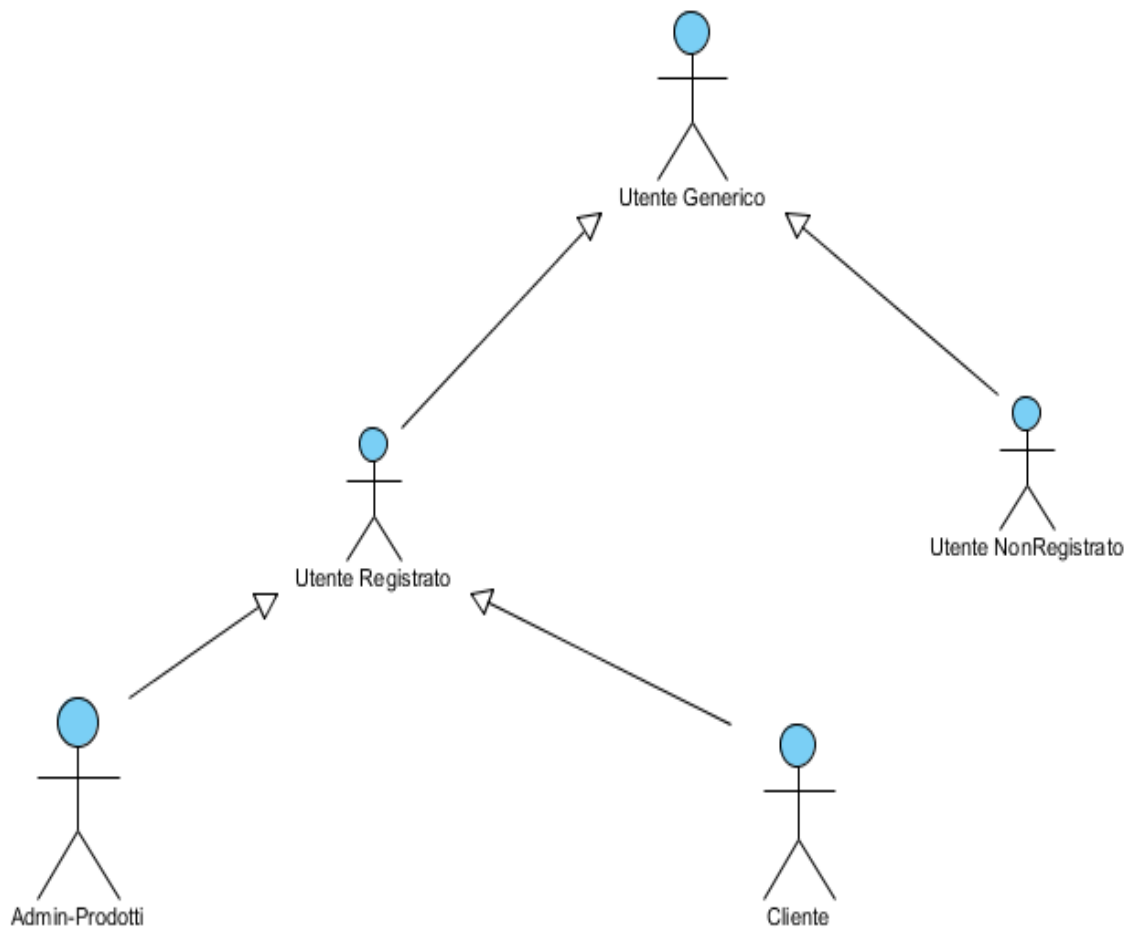 Utente Generico
Utente NonRegistrato
Utente Registrato
Admin-Prodotti
Cliente